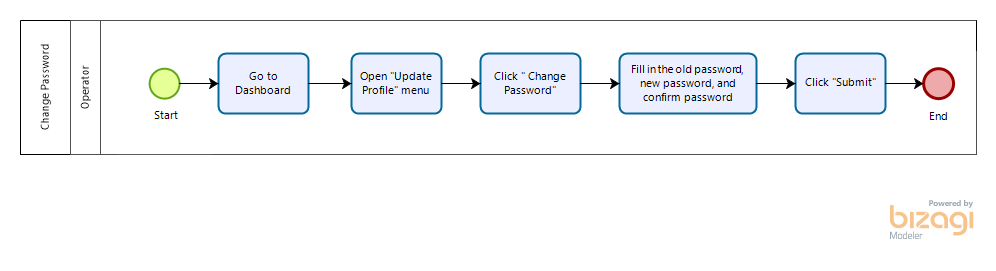 Change Password
Operator
Start
Go to
Dashboard
Open "Update
Profile" menu
Click " Change
Password"
Fill in the old password,
new password, and
confirm password
Click "Submit"
End
Powered by
bizagi
Modeler